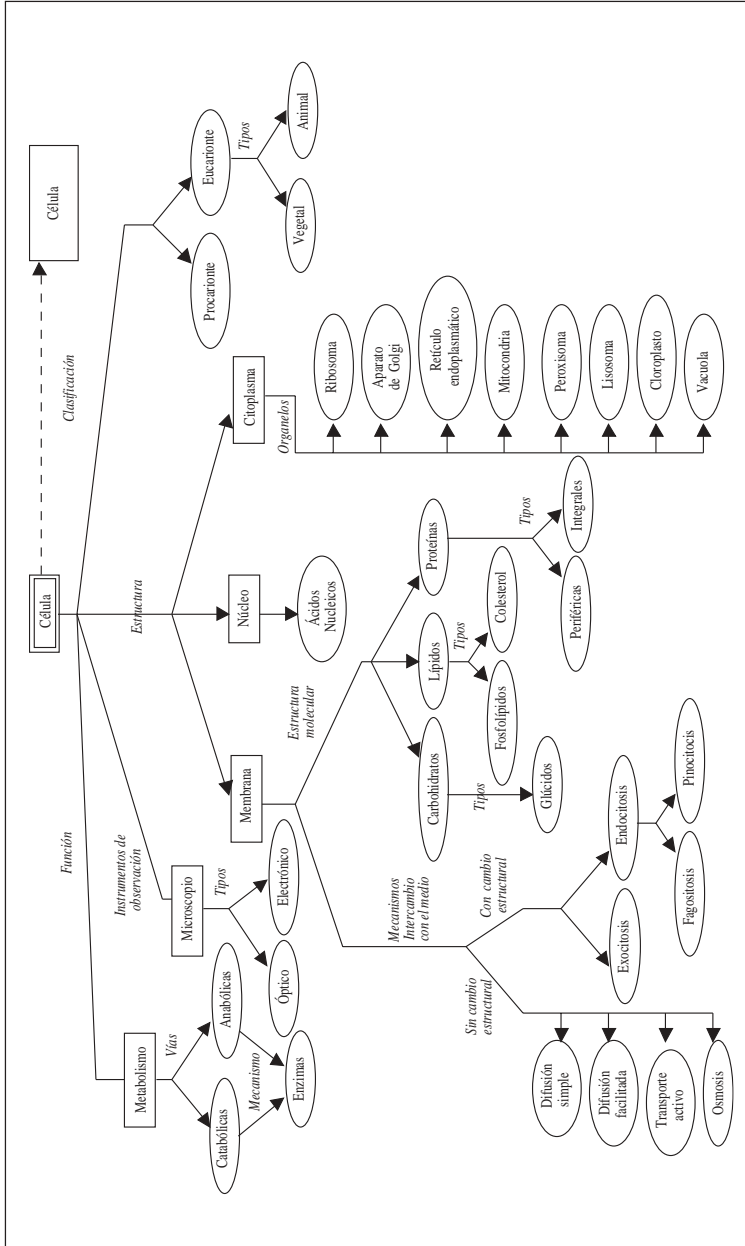 Célula
Célula
Función
Instrumentos de
observación
Estructura
Clasificación
Metabolismo
Vías
Catabólicas
Anabólicas
Mecanismo
Enzimas
Microscopio
Tipos
Óptico
Electrónico
Membrana
Núcleo
Ácidos
Nucleicos
Citoplasma
Organelos
Ribosoma
Aparato
de Golgi
Retículo
endoplasmático
Mitocondria
Peroxisoma
Lisosoma
Cloroplasto
Vacuola
Procarionte
Eucarionte
Tipos
Vegetal
Animal
Mecanismos
Intercambio
con el medio
Estructura
molecular
Carbohidratos
Tipos
Glúcidos
Lípidos
Tipos
Fosfolípidos
Colesterol
Proteínas
Tipos
Periféricas
Integrales
Sin cambio
estructural
Difusión
simple
Difusión
facilitada
Transporte
activo
Osmosis
Con cambio
estructural
Exocitosis
Endocitosis
Fagositosis
Pinocitocis